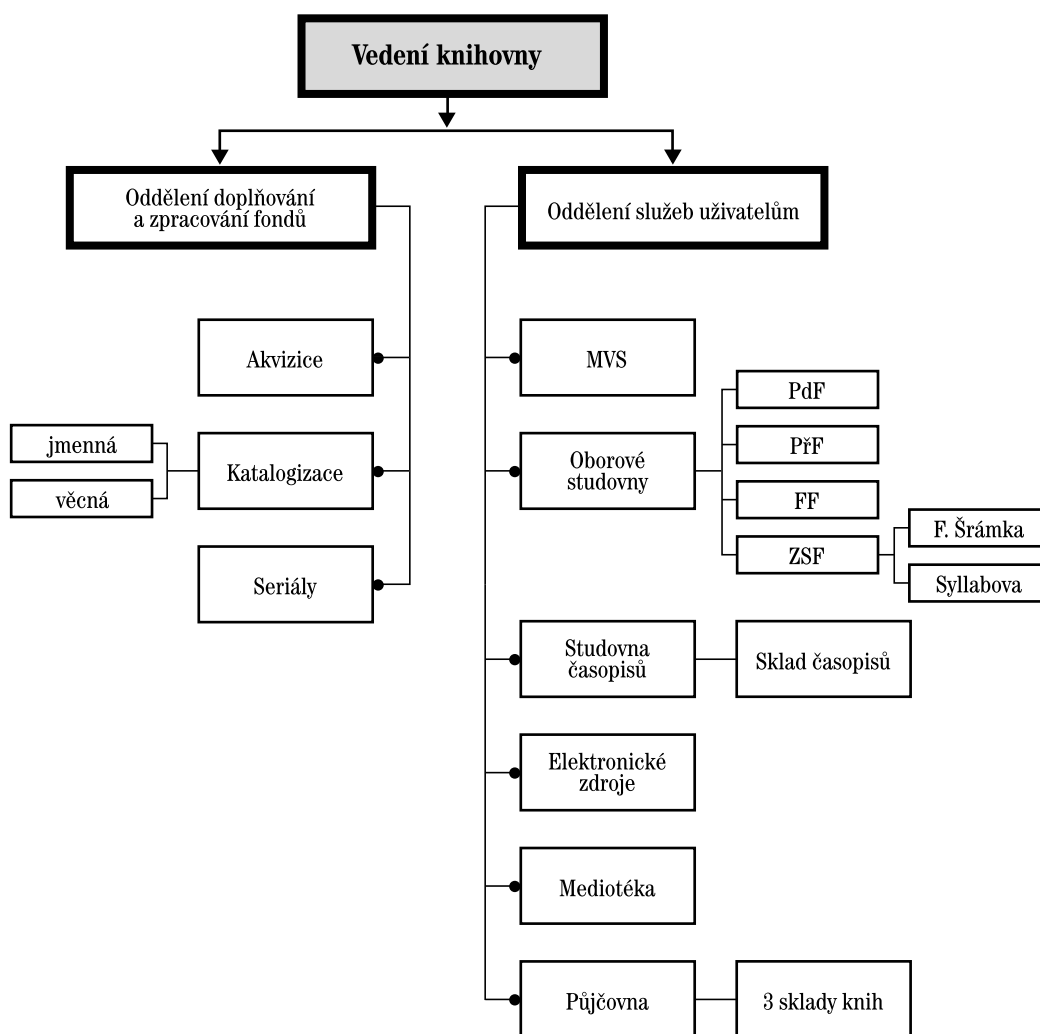 Vedení knihovny
Oddělení doplňování
a zpracování fondů
Akvizice
Katalogizace
jmenná
věcná
Seriály
Oddělení služeb uživatelům
MVS
Oborové
studovny
PdF
PřF
FF
ZSF
F. Šrámka
Syllabova
Studovna
časopisů
Sklad časopisů
Elektronické
zdroje
Mediotéka
Půjčovna
3 sklady knih